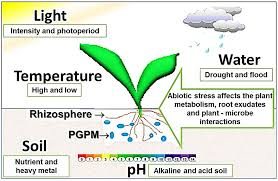 Light
Intensity and photoperiod
Water
Drought and flood
Temperature
High and low
Abiotic stress affects the plant
metabolism, root exudates
and plant - microbe
interactions
Rhizosphere
PGPM
Soil
Nutrient and
heavy metal
pH
Alkaline and acid soil